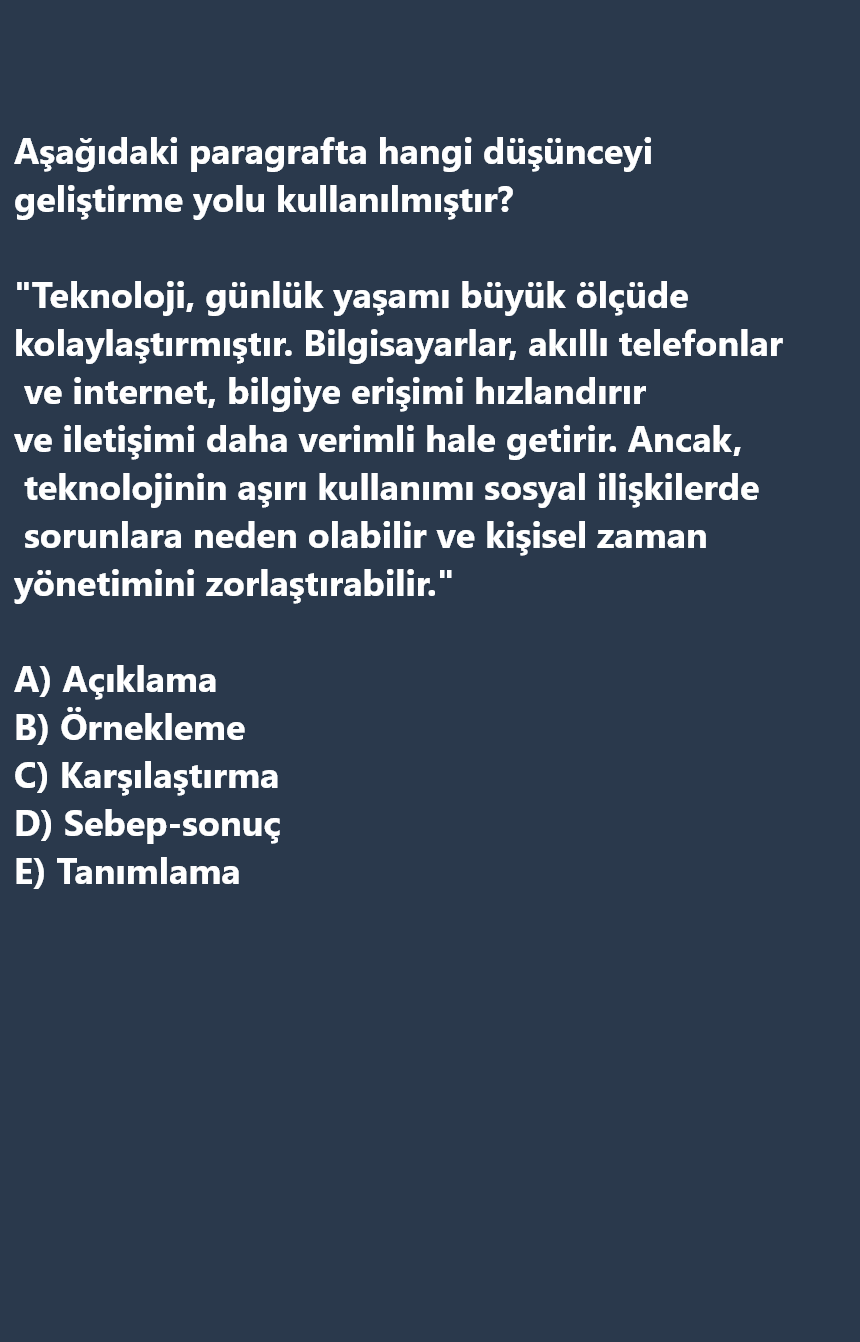 Aşağıdaki paragrafta hangi düşünceyi
geliştirme yolu kullanılmıştır?
"Teknoloji, günlük yaşamı büyük ölçüde
kolaylaştırmıştır. Bilgisayarlar, akıllı telefonlar
ve internet, bilgiye erişimi hızlandırır
ve iletişimi daha verimli hale getirir. Ancak,
teknolojinin aşırı kullanımı sosyal ilişkilerde
sorunlara neden olabilir ve kişisel zaman
yönetimini zorlaştırabilir."
A) Açıklama
B) Örnekleme
C) Karşılaştırma
D) Sebep-sonuç
E) Tanımlama